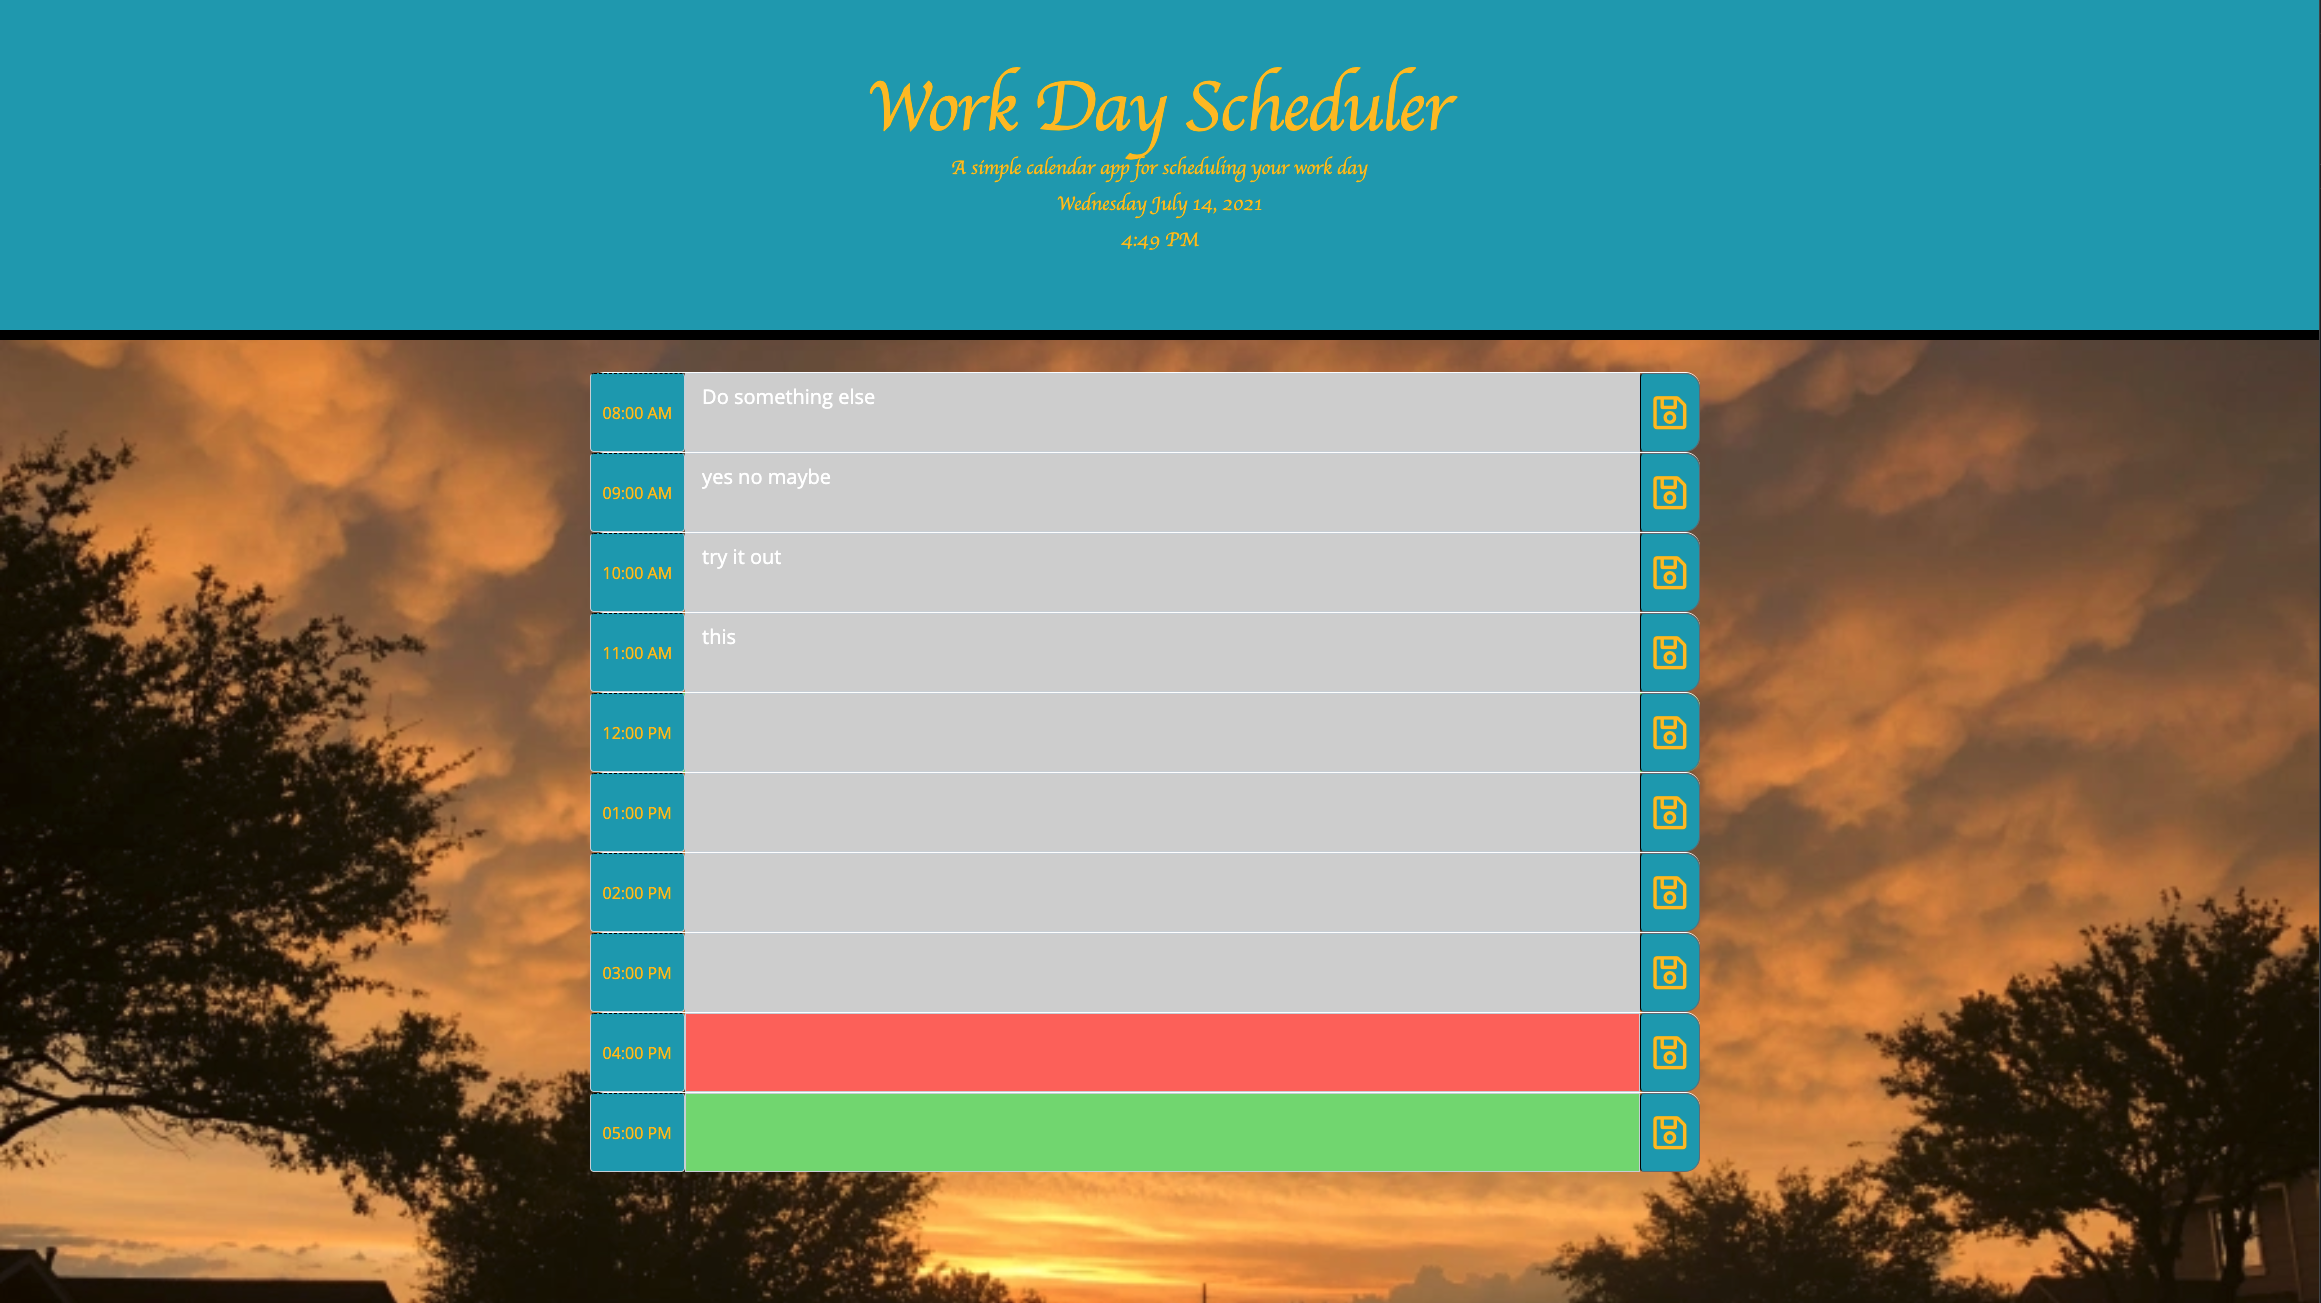 Work Day Scheduler
A simple calendar app for scheduling your work day
Wednesday July 14, 2021
4:49 PM
08:00 AM Do something else
09:00 AM yes no maybe
10:00 AM try it out
11:00 AM this
12:00 PM
01:00 PM
02:00 PM
03:00 PM
04:00 PM
05:00 PM